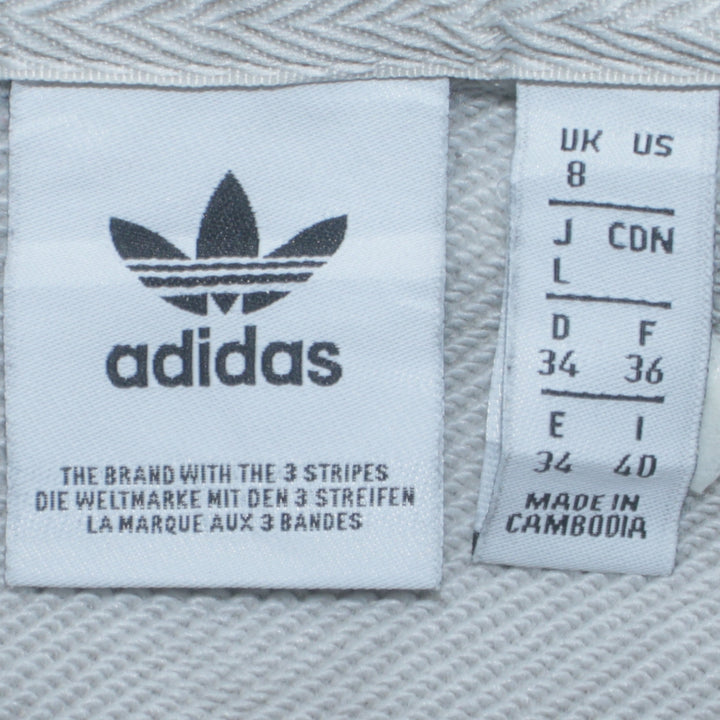 adidas
THE BRAND WITH THE 3 STRIPES
DIE WELTMARKE MIT DEN 3 STREIFEN
LA MARQUE AUX 3 BANDES
UK US
8
J CDN
L
D F
34 36
E I
34 40
MADE IN
CAMBODIA